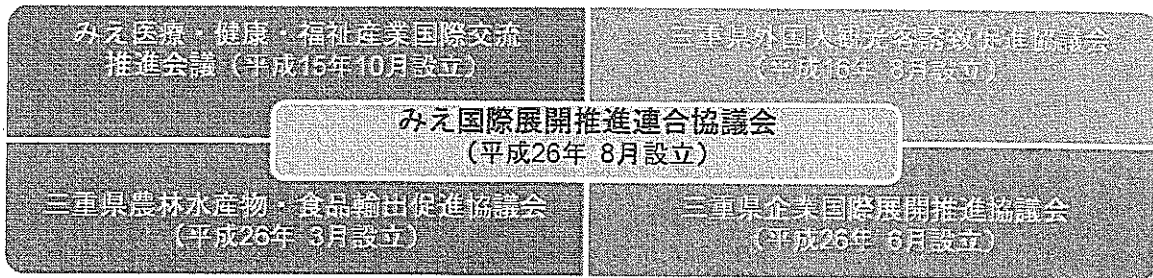 みえ医療・健康・福祉産業国際交流
推進会議（平成15年10月設立）
三重県外国人観光客誘致促進協議会
（平成16年 8月設立）
みえ国際展開推進連合協議会
（平成26年 8月設立）
三重県農林水産物・食品輸出促進協議会
（平成26年 3月設立）
三重県企業国際展開推進協議会
（平成26年 6月設立）